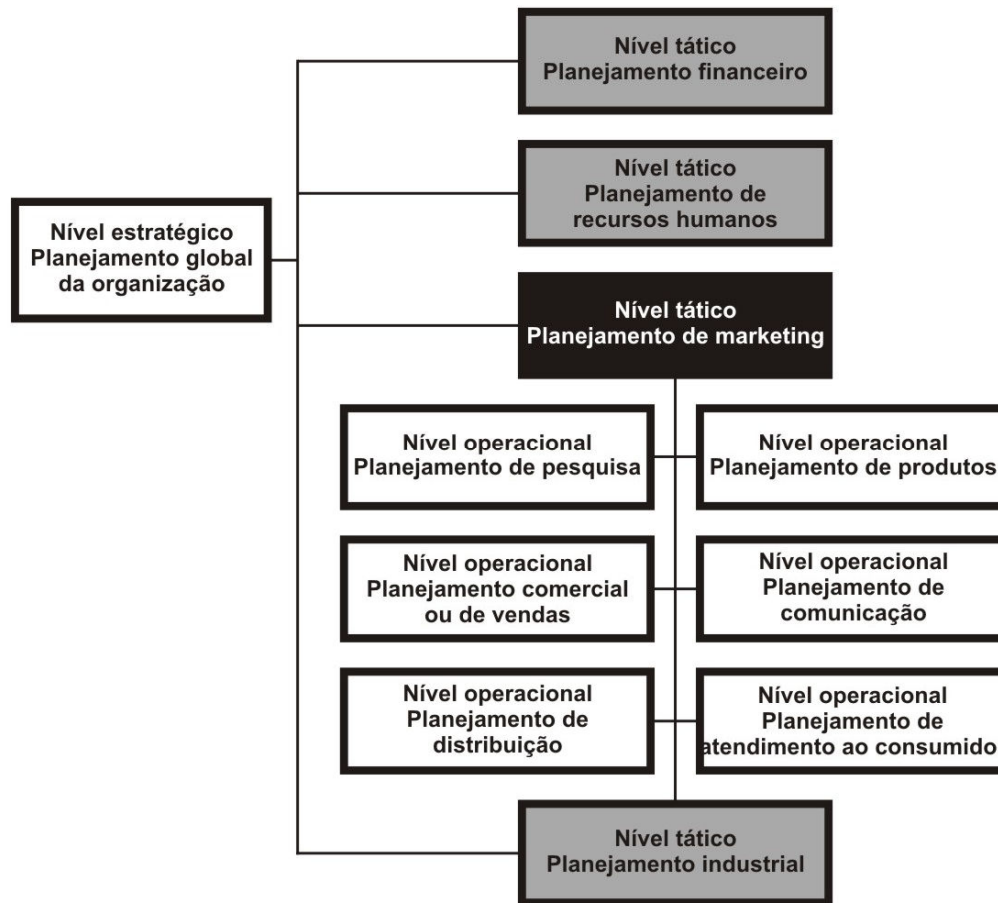 Nível tático
Planejamento financeiro
Nível tático
Planejamento de
recursos humanos
Nível estratégico
Planejamento global
da organização
Nível tático
Planejamento de marketing
Nível operacional
Planejamento de pesquisa
Nível operacional
Planejamento de produtos
Nível operacional
Planejamento comercial
ou de vendas
Nível operacional
Planejamento de
comunicação
Nível operacional
Planejamento de
distribuição
Nível operacional
Planejamento de
atendimento ao consumido
Nível tático
Planejamento industrial